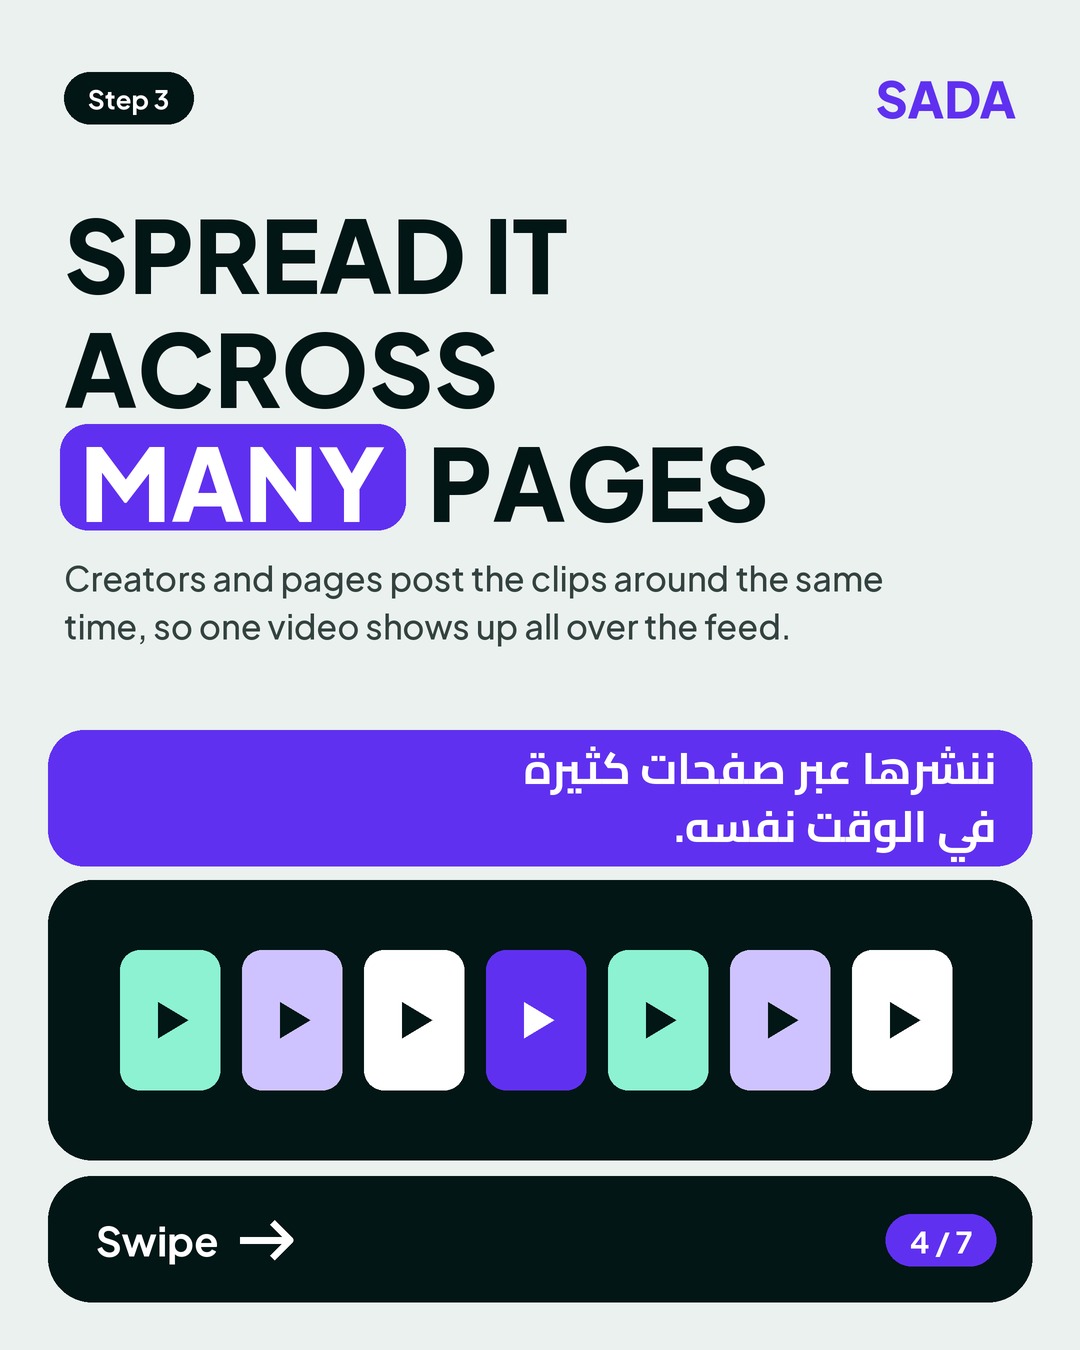 Step 3
SADA
SPREAD IT
ACROSS
MANY PAGES
Creators and pages post the clips around the same
time, so one video shows up all over the feed.
ننشرها عبر صفحات كثيرة
في الوقت نفسه.
Swipe →
4 / 7